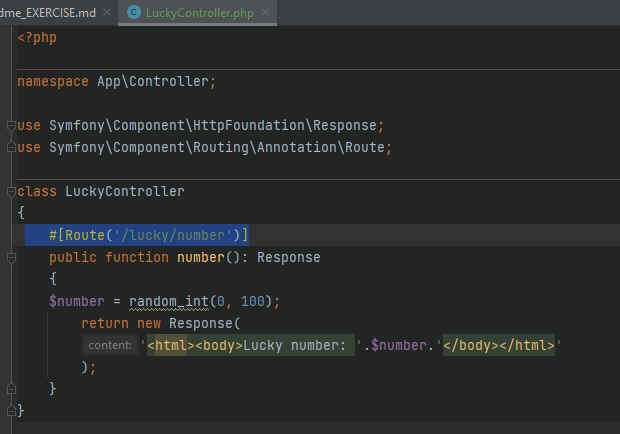 dme_EXERCISE.md × LuckyController.php ×
<?php
namespace App\Controller;
use Symfony\Component\HttpFoundation\Response;
use Symfony\Component\Routing\Annotation\Route;
class LuckyController
{
#[Route('/lucky/number')]
public function number(): Response
{
$number = random_int(0, 100);
return new Response(
content: '<html><body>Lucky number: '.$number.'</body></html>'
);
}
}